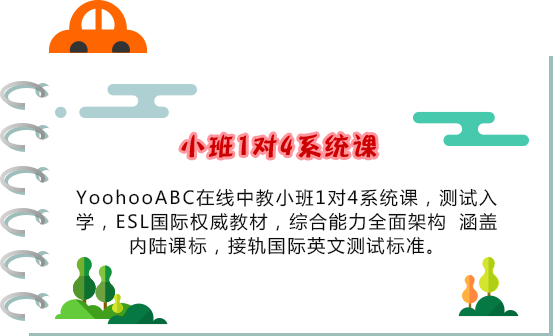 小班1对4系统课
YoohooABC在线中教小班1对4系统课，测试入
学，ESL国际权威教材，综合能力全面架构 涵盖
内陆课标，接轨国际英文测试标准。